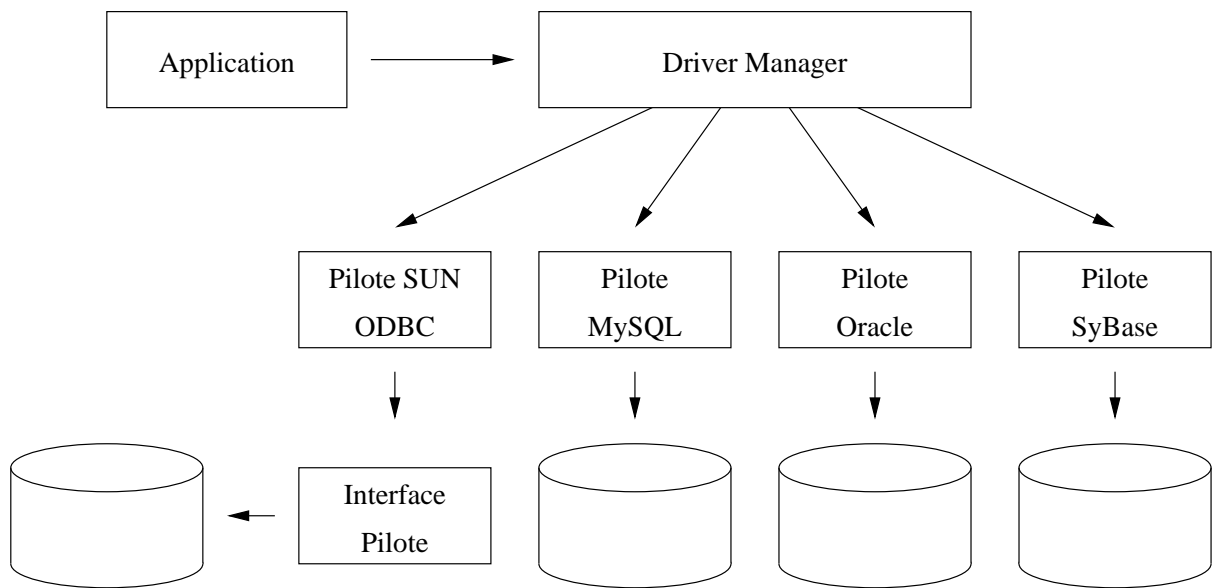 Application
Driver Manager
Pilote SUN
ODBC
Pilote
MySQL
Pilote
Oracle
Pilote
SyBase
Interface
Pilote